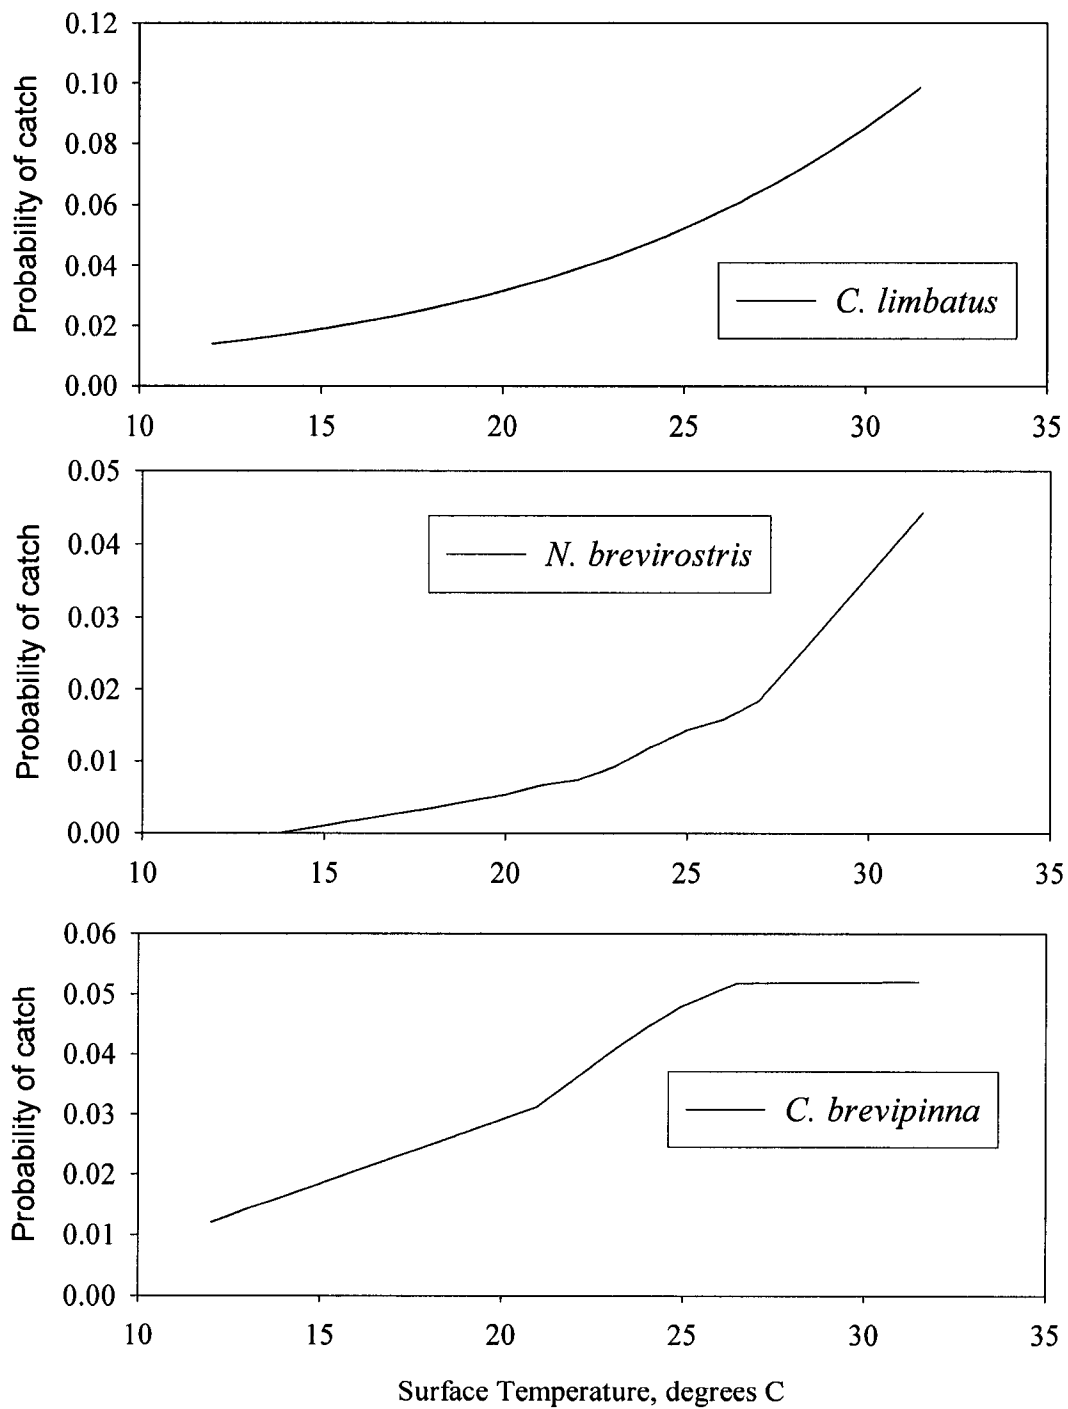 Probability of catch
0.12
0.10
0.08
0.06
0.04
0.02
0.00
C. limbatus
10 15 20 25 30 35
Probability of catch
0.05
0.04
0.03
0.02
0.01
0.00
N. brevirostris
10 15 20 25 30 35
Probability of catch
0.06
0.05
0.04
0.03
0.02
0.01
0.00
C. brevipinna
10 15 20 25 30 35
Surface Temperature, degrees C